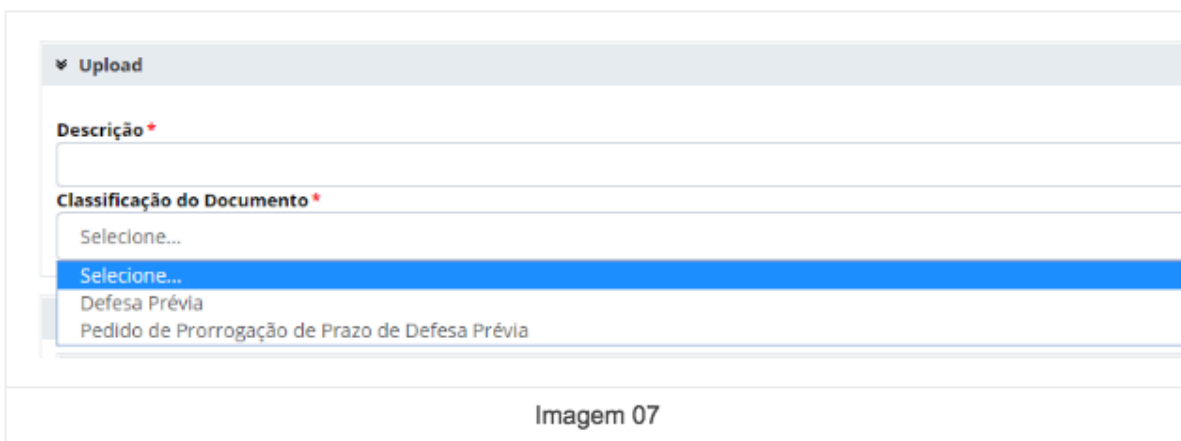 Upload
Descrição *
Classificação do Documento *
Selecione...
Selecione...
Defesa Prévia
Pedido de Prorrogação de Prazo de Defesa Prévia
Imagem 07